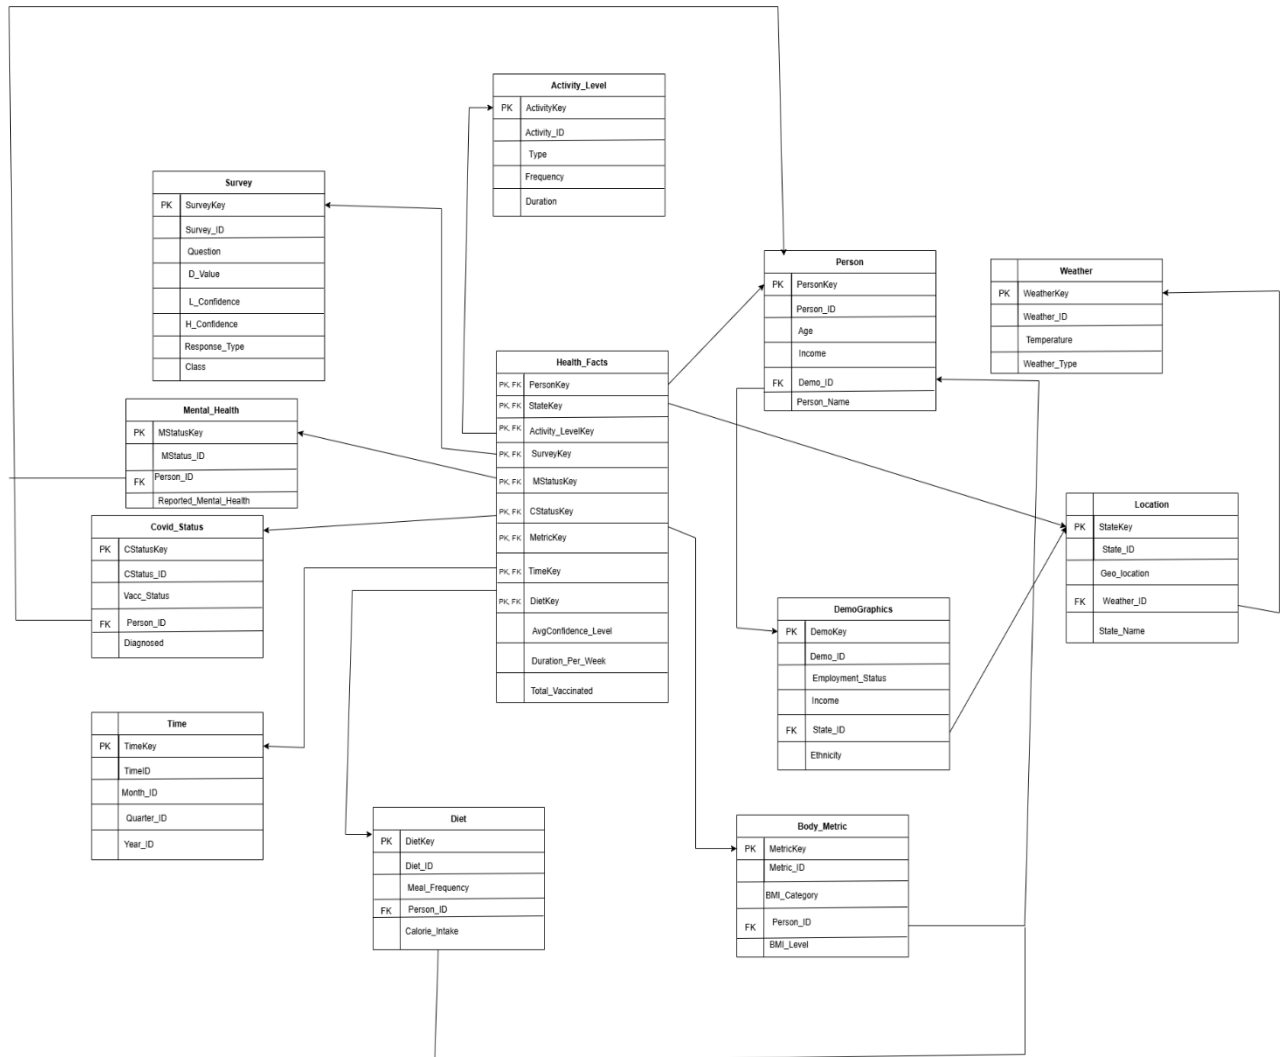 Activity_Level
PK ActivityKey
Activity_ID
Type
Frequency
Duration
Survey
PK SurveyKey
Survey_ID
Question
D_Value
L_Confidence
H_Confidence
Response_Type
Class
Person
PK PersonKey
Person_ID
Age
Income
FK Demo_ID
Person_Name
Weather
PK WeatherKey
Weather_ID
Temperature
Weather_Type
Health_Facts
PK, FK PersonKey
PK, FK StateKey
PK, FK Activity_LevelKey
PK, FK SurveyKey
PK, FK MStatusKey
PK, FK CStatusKey
PK, FK MetricKey
PK, FK TimeKey
PK, FK DietKey
AvgConfidence_Level
Duration_Per_Week
Total_Vaccinated
Mental_Health
PK MStatusKey
MStatus_ID
FK Person_ID
Reported_Mental_Health
Covid_Status
PK CStatusKey
CStatus_ID
Vacc_Status
FK Person_ID
Diagnosed
Location
PK StateKey
State_ID
Geo_location
FK Weather_ID
State_Name
DemoGraphics
PK DemoKey
Demo_ID
Employment_Status
Income
FK State_ID
Ethnicity
Time
PK TimeKey
TimeID
Month_ID
Quarter_ID
Year_ID
Diet
PK DietKey
Diet_ID
Meal_Frequency
FK Person_ID
Calorie_Intake
Body_Metric
PK MetricKey
Metric_ID
BMI_Category
FK Person_ID
BMI_Level